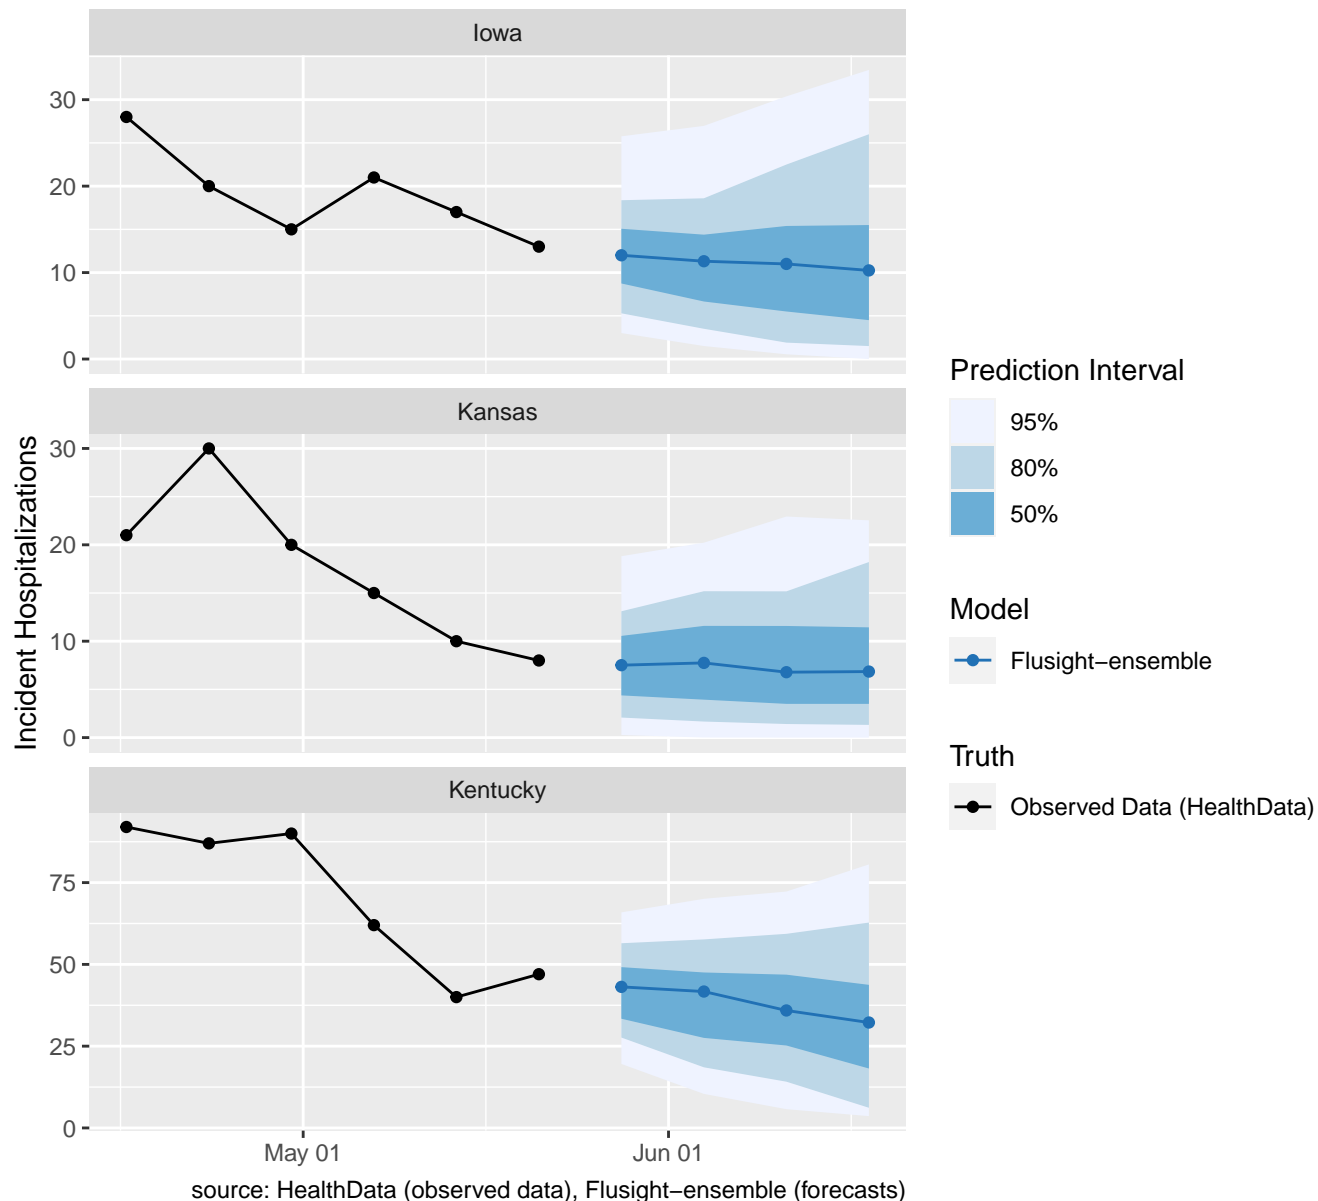 Iowa
30
20
10
0
Kansas
30
20
10
0
Kentucky
75
50
25
0
May 01
Jun 01
Incident Hospitalizations
source: HealthData (observed data), Flusight−ensemble (forecasts)
Prediction Interval
95%
80%
50%
Model
Flusight−ensemble
Truth
Observed Data (HealthData)